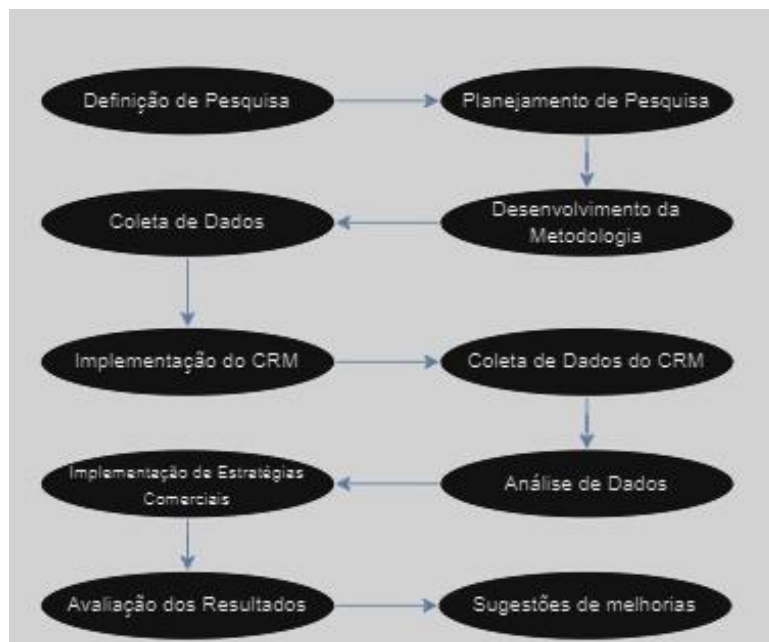 Definição de Pesquisa
Planejamento de Pesquisa
Desenvolvimento da
Metodologia
Coleta de Dados
Implementação do CRM
Coleta de Dados do CRM
Análise de Dados
Implementação de Estratégias
Comerciais
Avaliação dos Resultados
Sugestões de melhorias